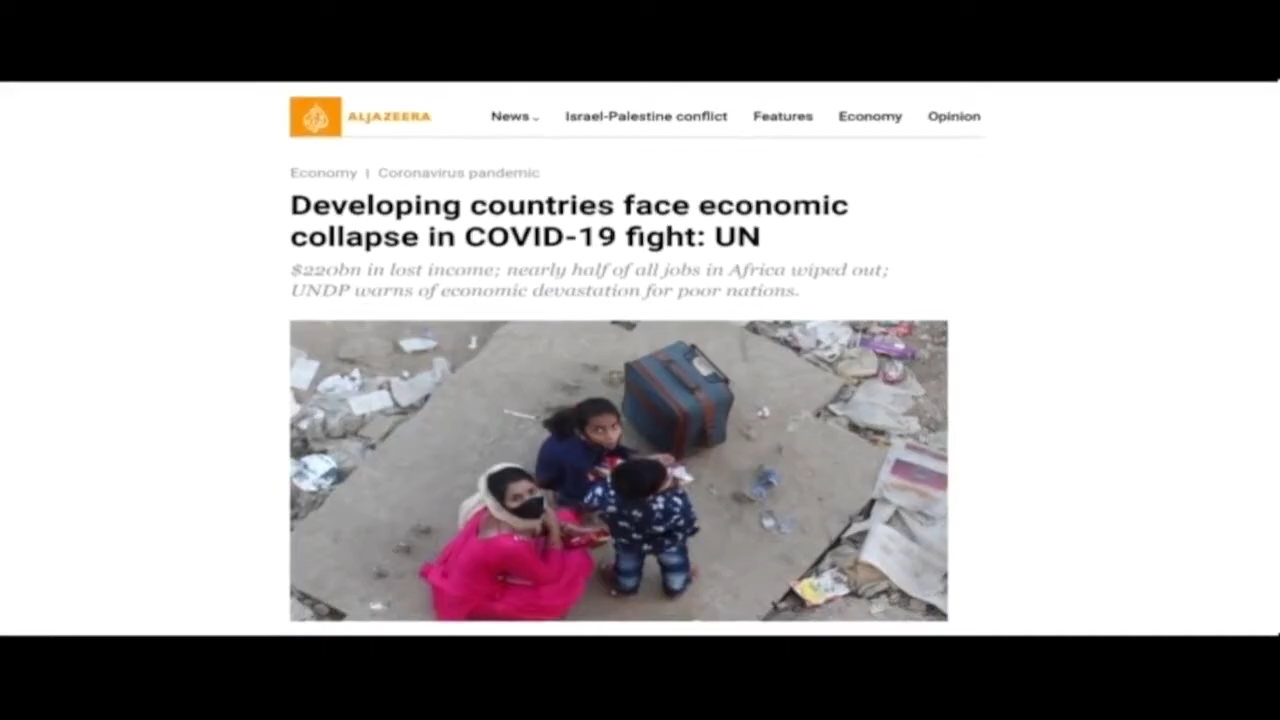 ALJAZEERA
News Israel-Palestine conflict Features Economy Opinion
Economy | Coronavirus pandemic
Developing countries face economic
collapse in COVID-19 fight: UN
$220bn in lost income; nearly half of all jobs in Africa wiped out;
UNDP warns of economic devastation for poor nations.